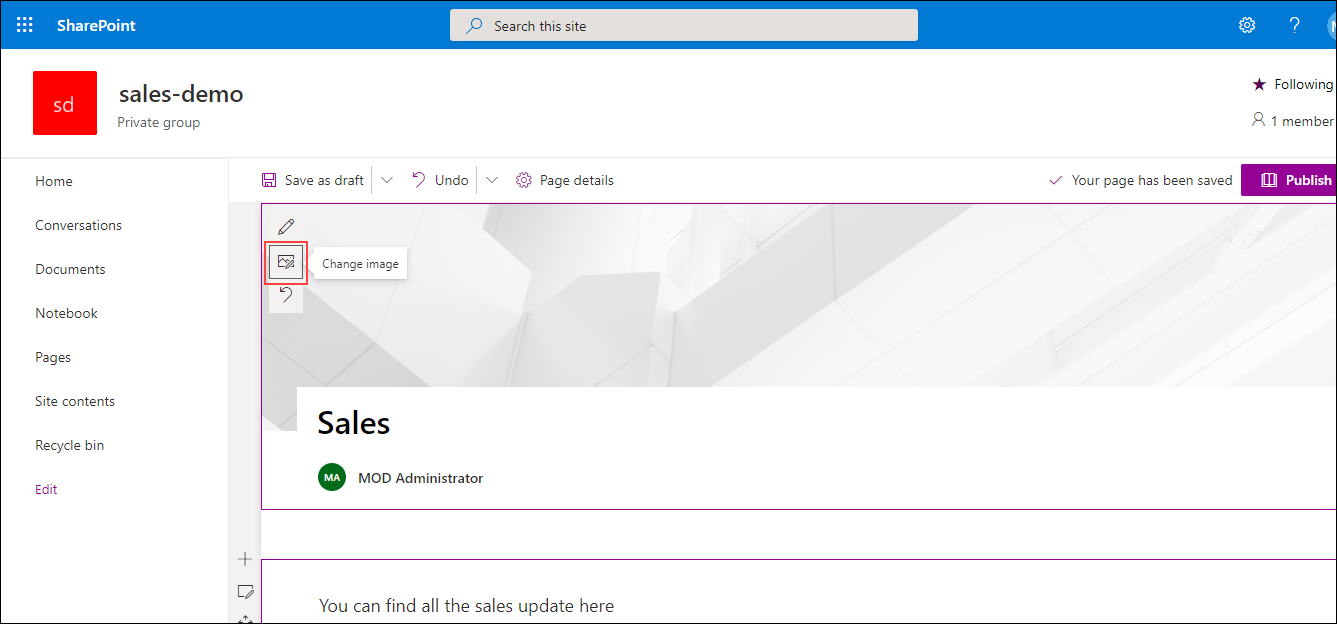 SharePoint
Search this site
?
sd
sales-demo
Private group
Following
1 member
Home
Conversations
Documents
Notebook
Pages
Site contents
Recycle bin
Edit
Save as draft
Undo
Page details
Your page has been saved
Publish
Change image
Sales
MA
MOD Administrator
You can find all the sales update here